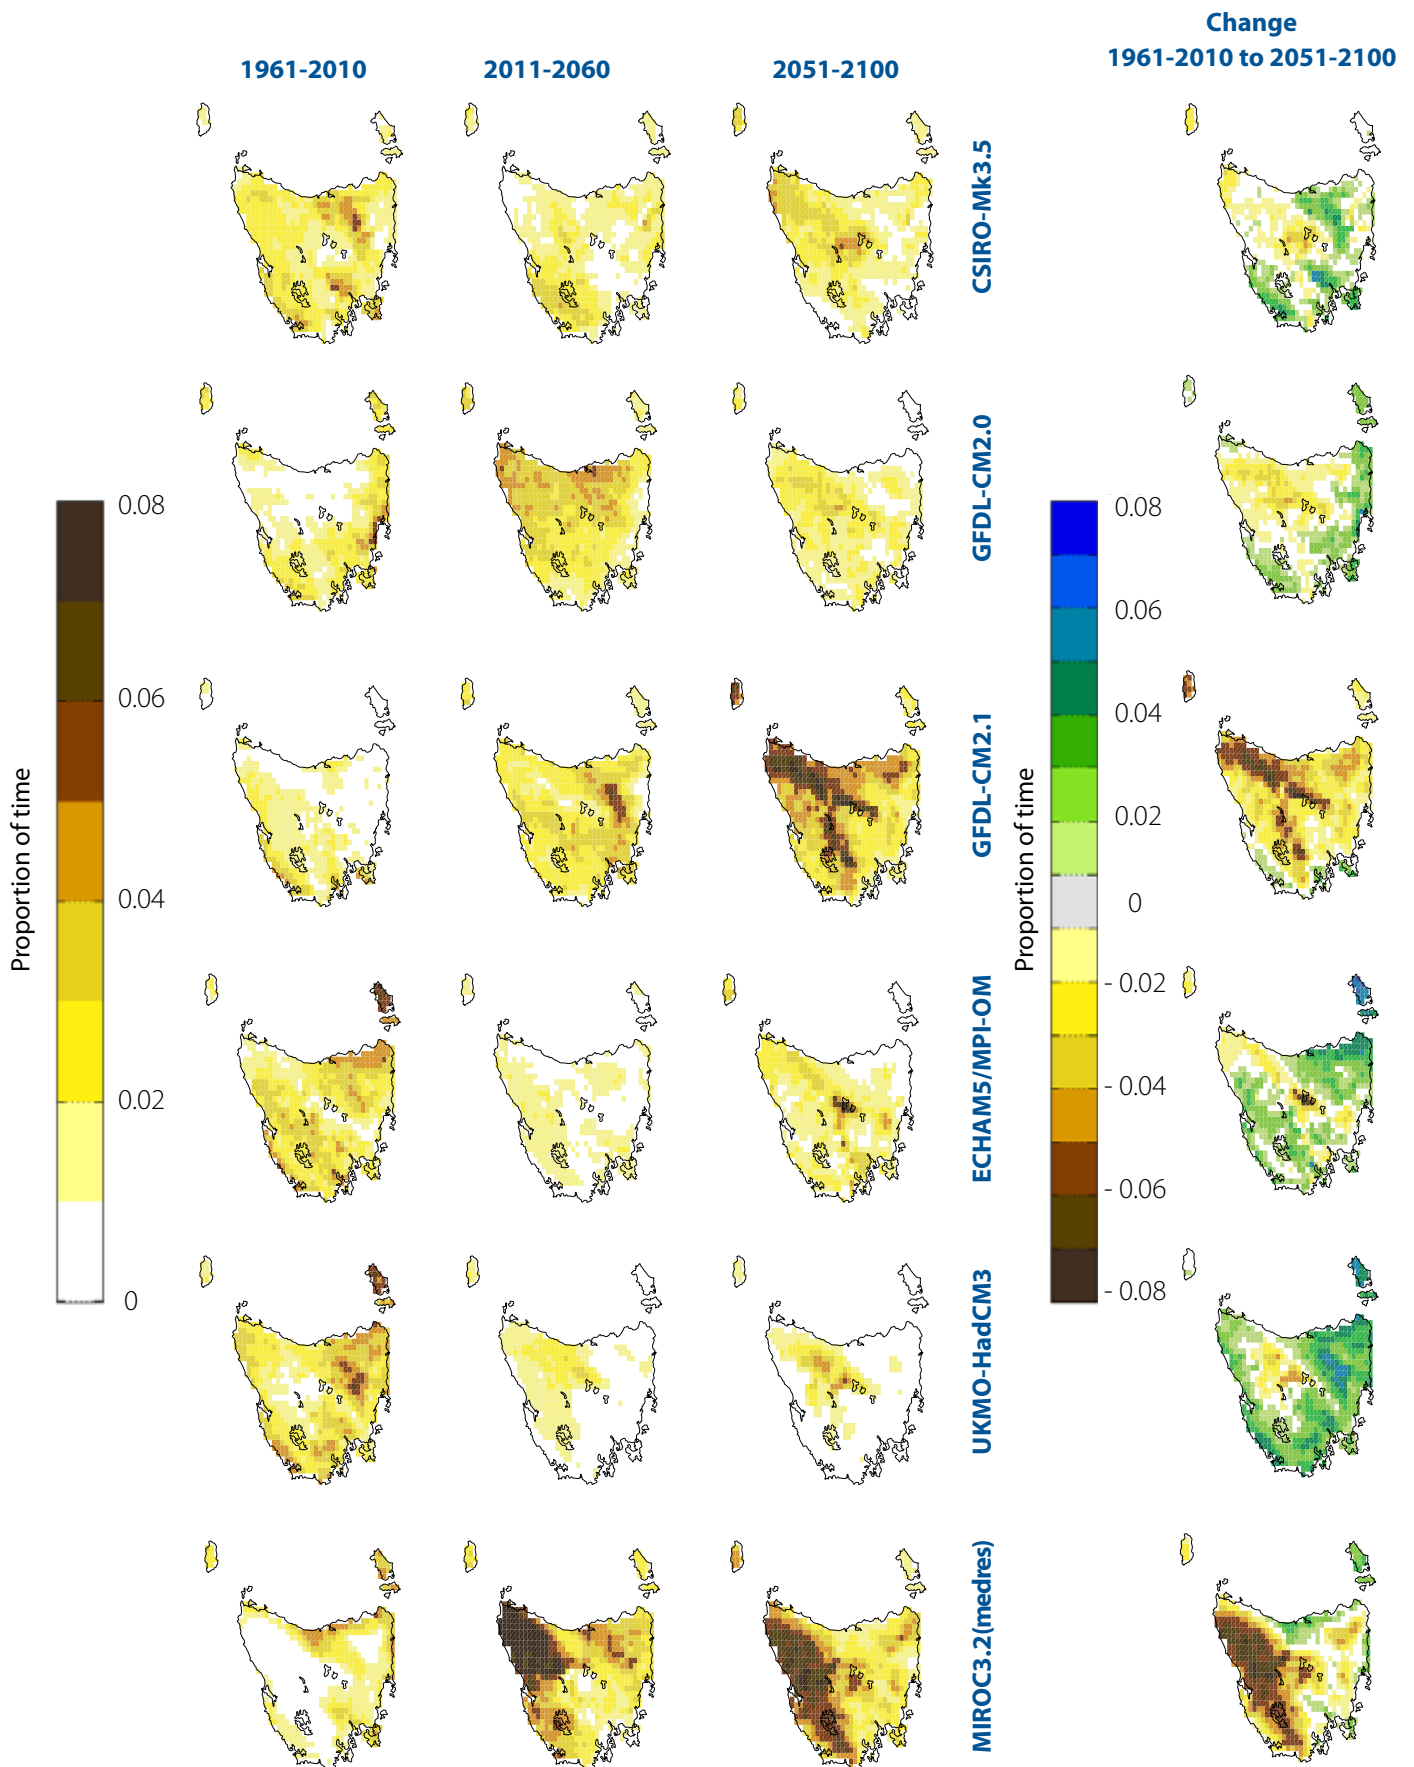 Change
1961-2010 2011-2060 2051-2100 1961-2010 to 2051-2100
CSIRO-Mk3.5
GFDL-CM2.0
GFDL-CM2.1
ECHAM5/MPI-OM
UKMO-HadCM3
MIROC3.2(medres)
Proportion of time
0.08
0.06
0.04
0.02
0
Proportion of time
0.08
0.06
0.04
0.02
0
- 0.02
- 0.04
- 0.06
- 0.08